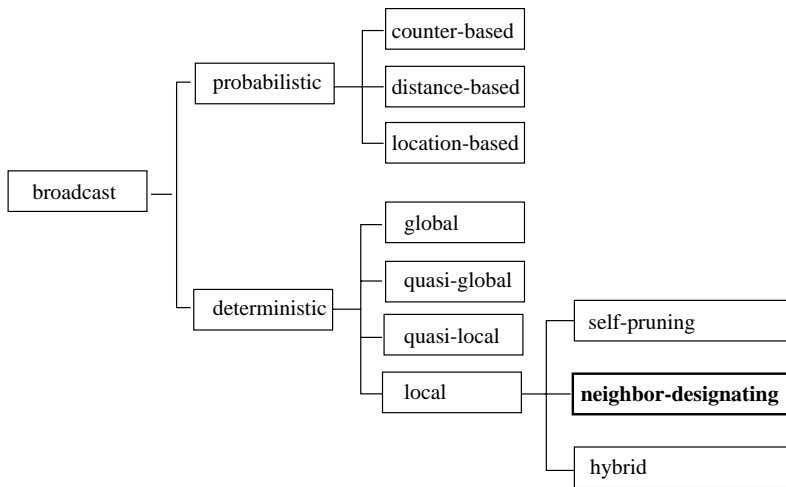 broadcast
probabilistic
counter-based
distance-based
location-based
deterministic
global
quasi-global
quasi-local
local
self-pruning
neighbor-designating
hybrid